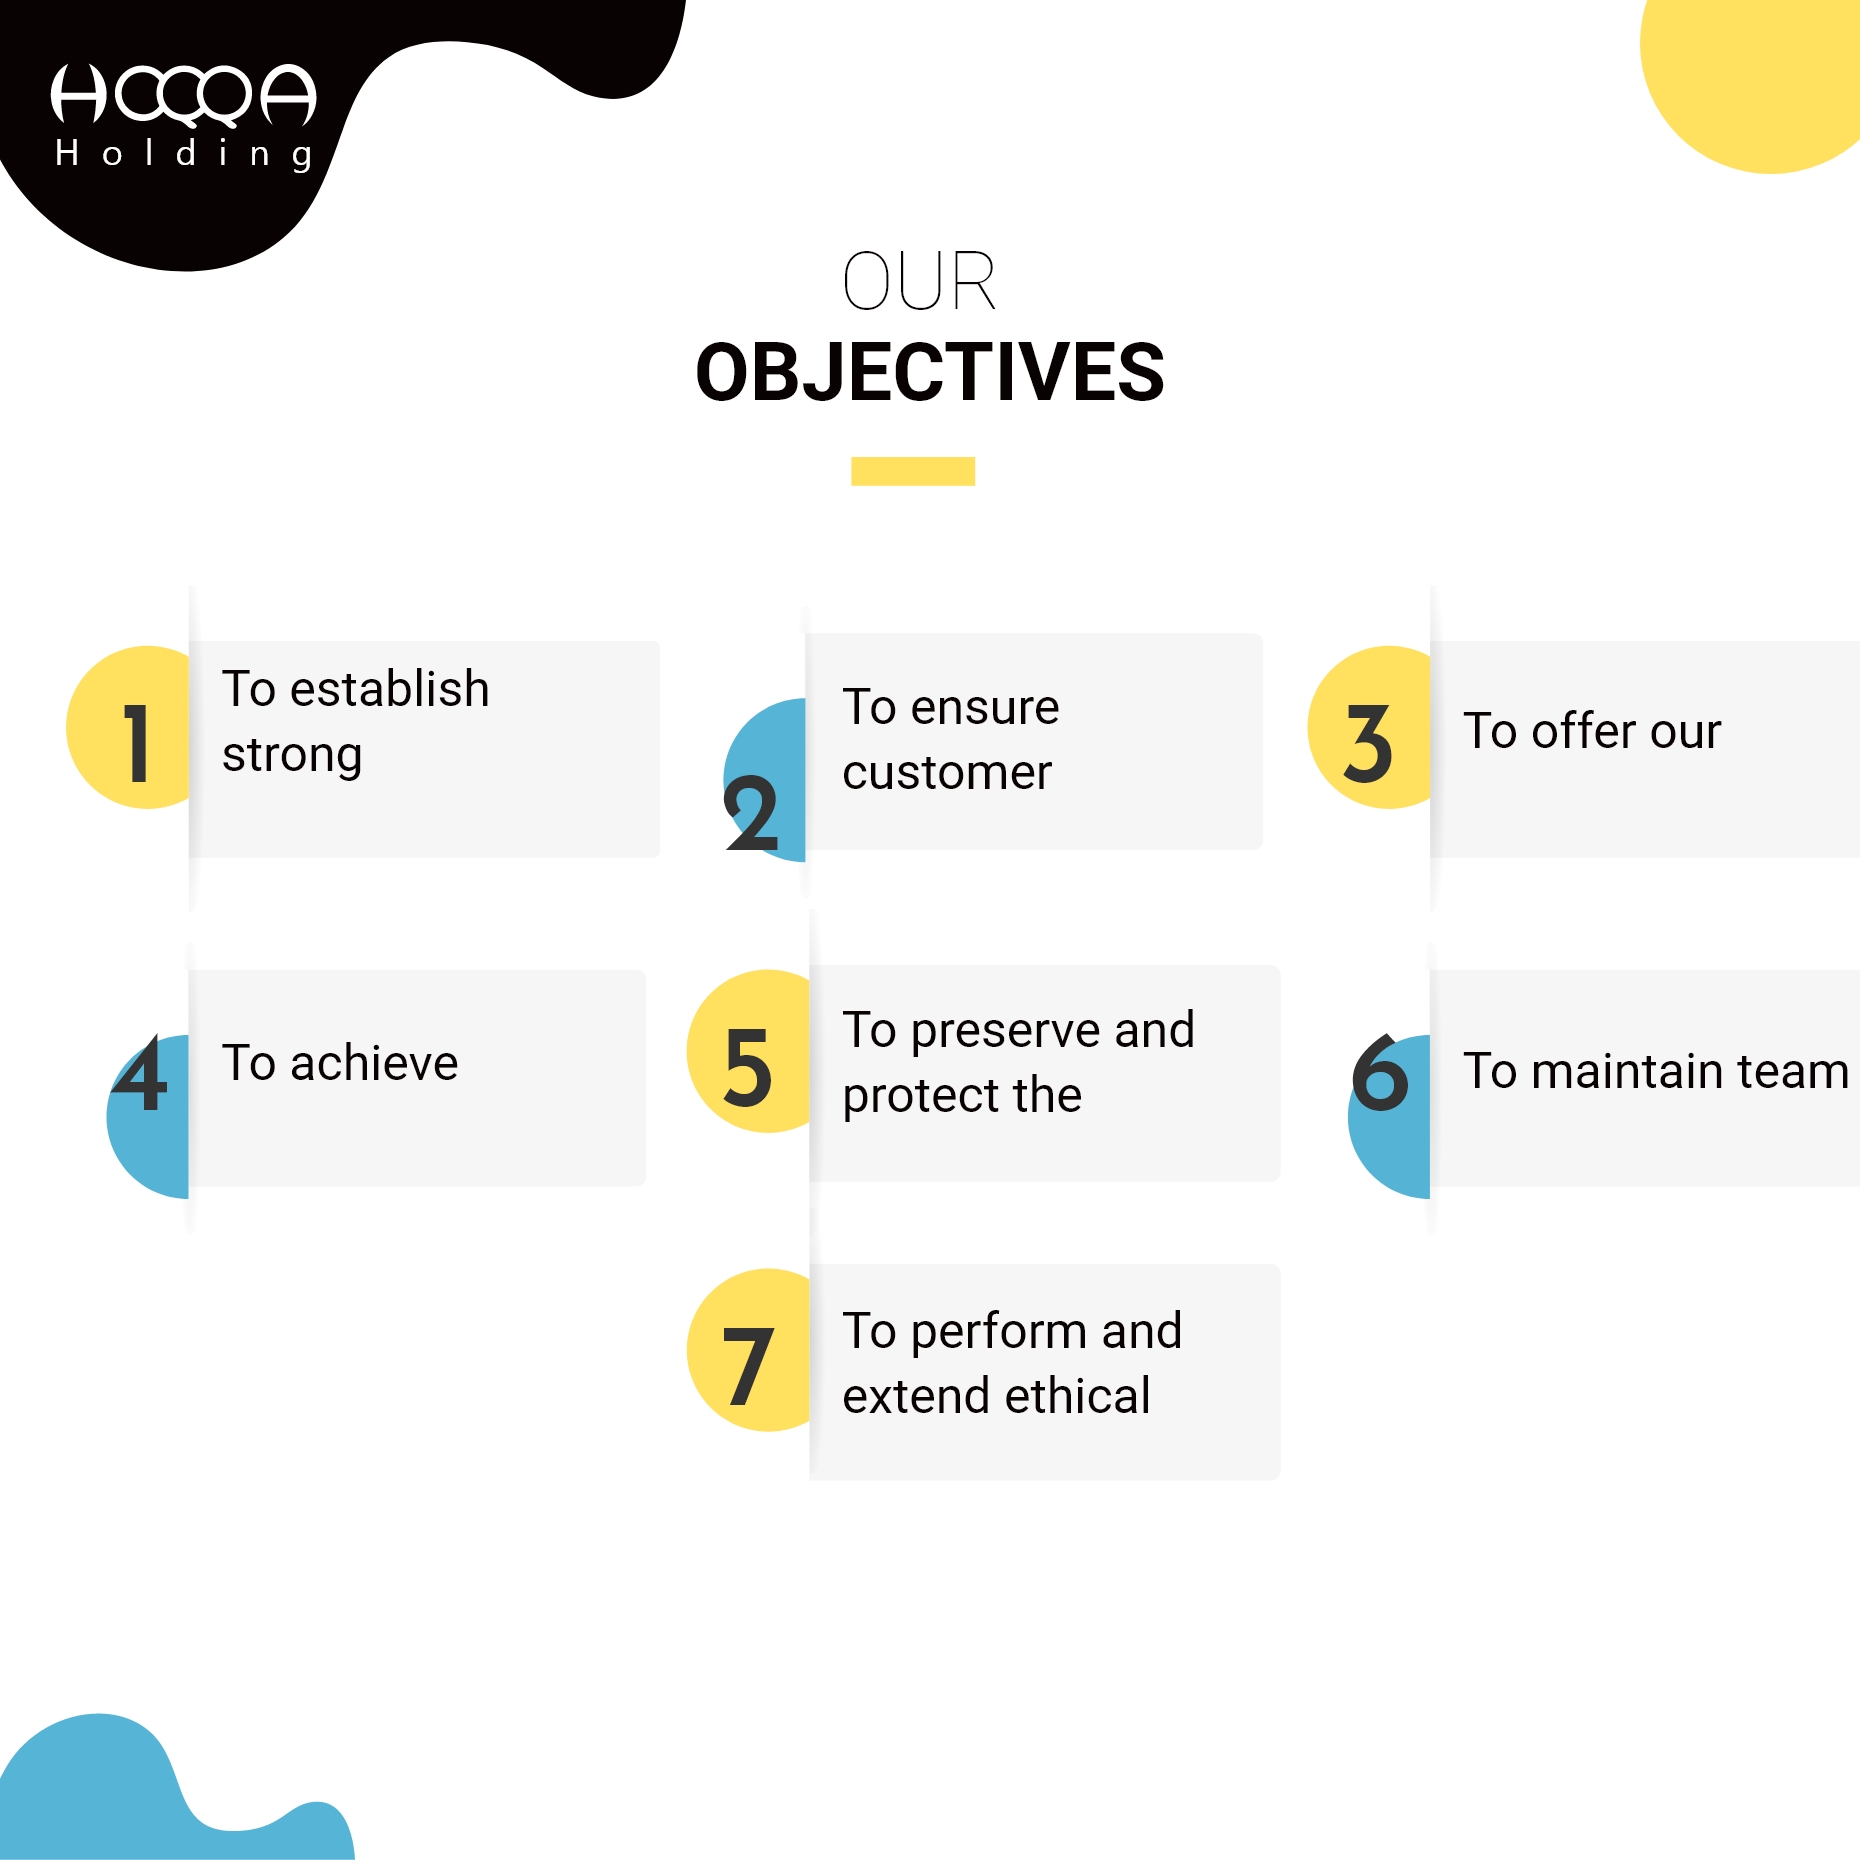 HOQQA
Holding
OUR
OBJECTIVES
1
To establish
strong
2
To ensure
customer
3
To offer our
4
To achieve
5
To preserve and
protect the
6
To maintain team
7
To perform and
extend ethical